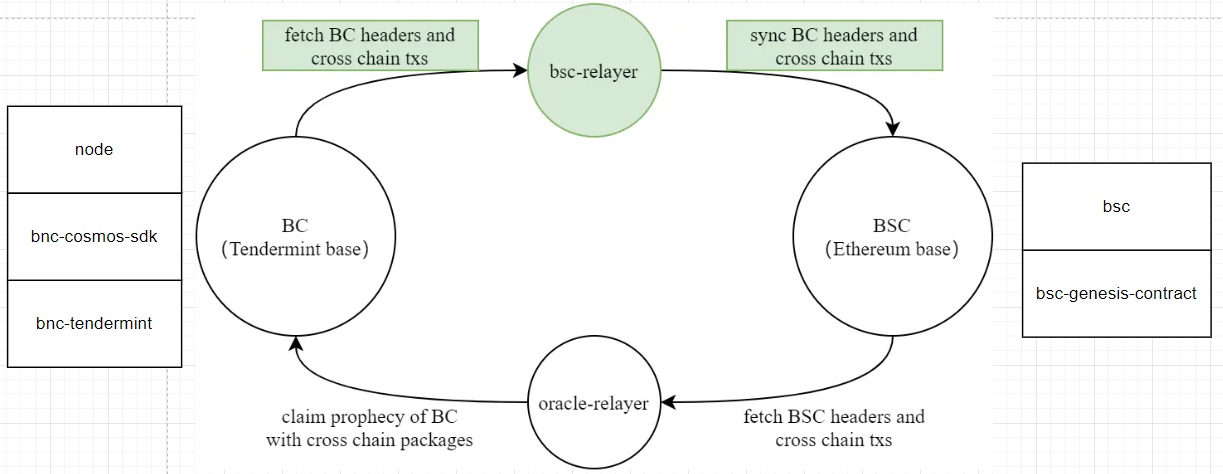 fetch BC headers and
cross chain txs
bsc-relayer
sync BC headers and
cross chain txs
node
bnc-cosmos-sdk
bnc-tendermint
BC
(Tendermint base)
BSC
(Ethereum base)
bsc
bsc-genesis-contract
claim prophecy of BC
with cross chain packages
oracle-relayer
fetch BSC headers and
cross chain txs